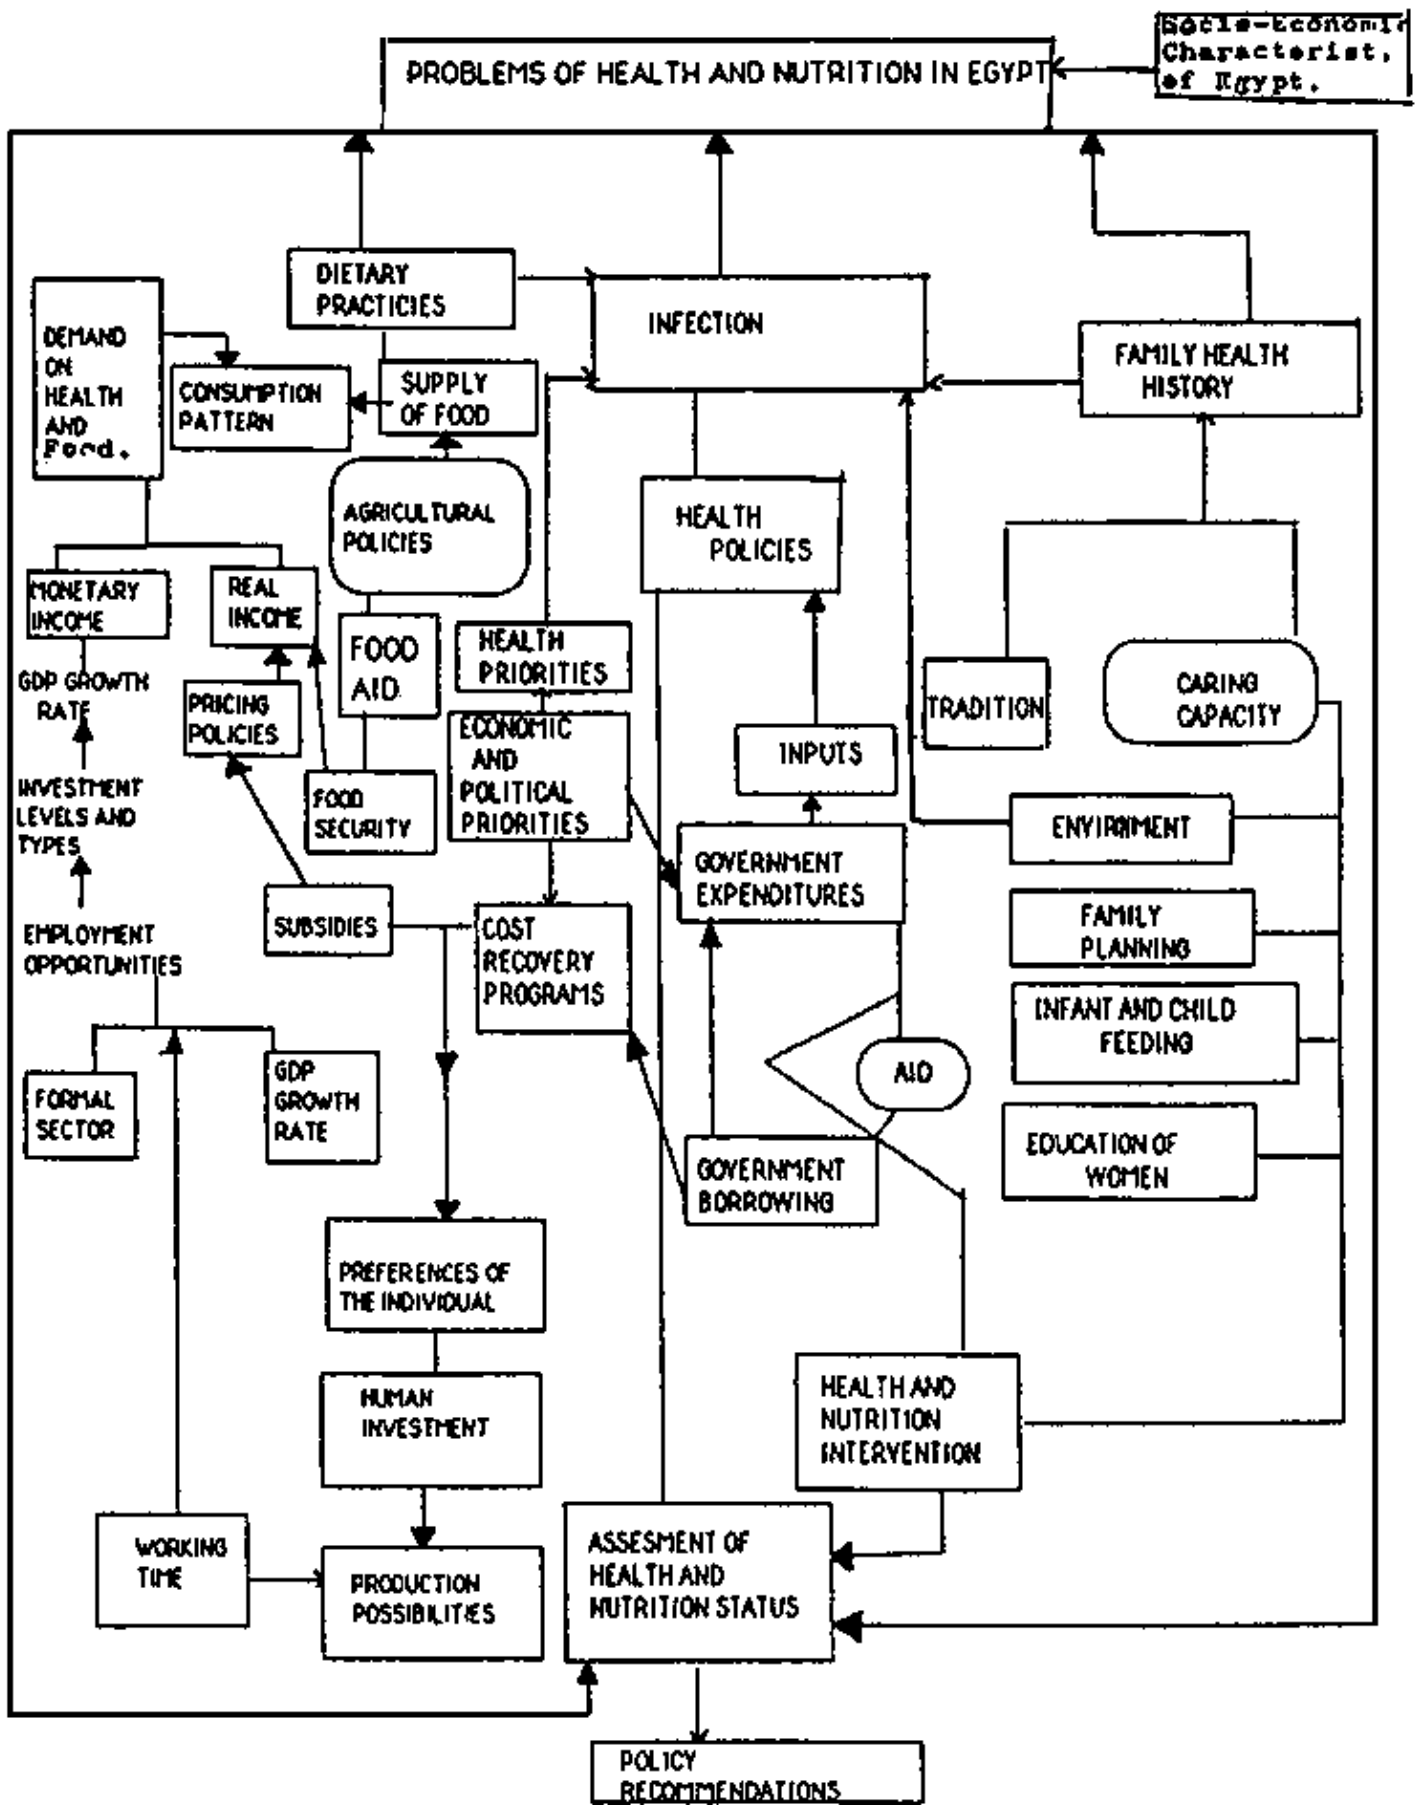 Socio-Economic
Characterist.
of Egypt.
PROBLEMS OF HEALTH AND NUTRITION IN EGYPT
DIETARY
PRACTICIES
INFECTION
FAMILY HEALTH
HISTORY
DEMAND
ON
HEALTH
AND
Food.
CONSUMPTION
PATTERN
SUPPLY
OF FOOD
AGRICULTURAL
POLICIES
HEALTH
POLICIES
MONETARY
INCOME
REAL
INCOME
FOOD
AID
HEALTH
PRIORITIES
TRADITION
CARING
CAPACITY
GDP GROWTH
RATE
PRICING
POLICIES
ECONOMIC
AND
POLITICAL
PRIORITIES
INPUTS
INVESTMENT
LEVELS AND
TYPES
FOOD
SECURITY
ENVIRNMENT
GOVERNMENT
EXPENDITURES
SUBSIDIES
COST
RECOVERY
PROGRAMS
FAMILY
PLANNING
EMPLOYMENT
OPPORTUNITIES
INFANT AND CHILD
FEEDING
AID
FORMAL
SECTOR
GDP
GROWTH
RATE
GOVERNMENT
BORROWING
EDUCATION OF
WOMEN
PREFERENCES OF
THE INDIVIDUAL
HUMAN
INVESTMENT
HEALTH AND
NUTRITION
INTERVENTION
WORKING
TIME
PRODUCTION
POSSIBILITIES
ASSESMENT OF
HEALTH AND
NUTRITION STATUS
POLICY
RECOMMENDATIONS